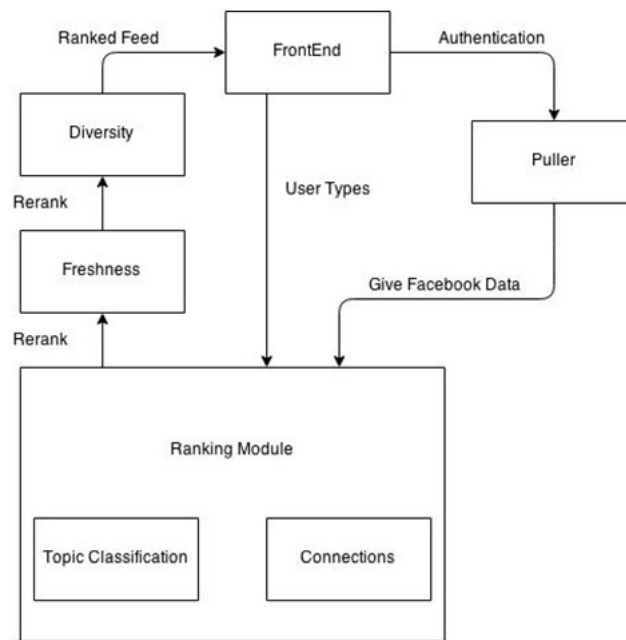 Ranked Feed
FrontEnd
Authentication
Diversity
Puller
Rerank
User Types
Freshness
Give Facebook Data
Rerank
Ranking Module
Topic Classification
Connections